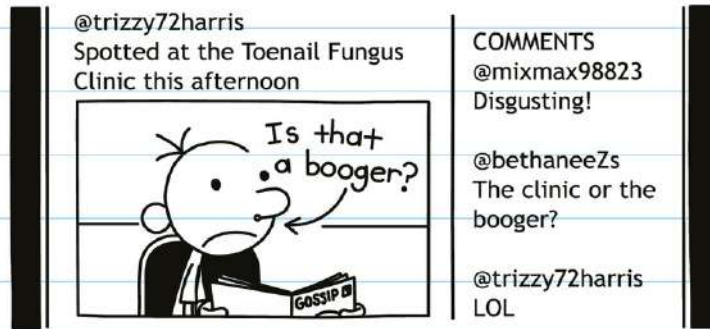 @trizzy72harris
Spotted at the Toenail Fungus
Clinic this afternoon
Is that
a booger?
GOSSIP
COMMENTS
@mixmax98823
Disgusting!
@bethaneeZs
The clinic or the
booger?
@trizzy72harris
LOL